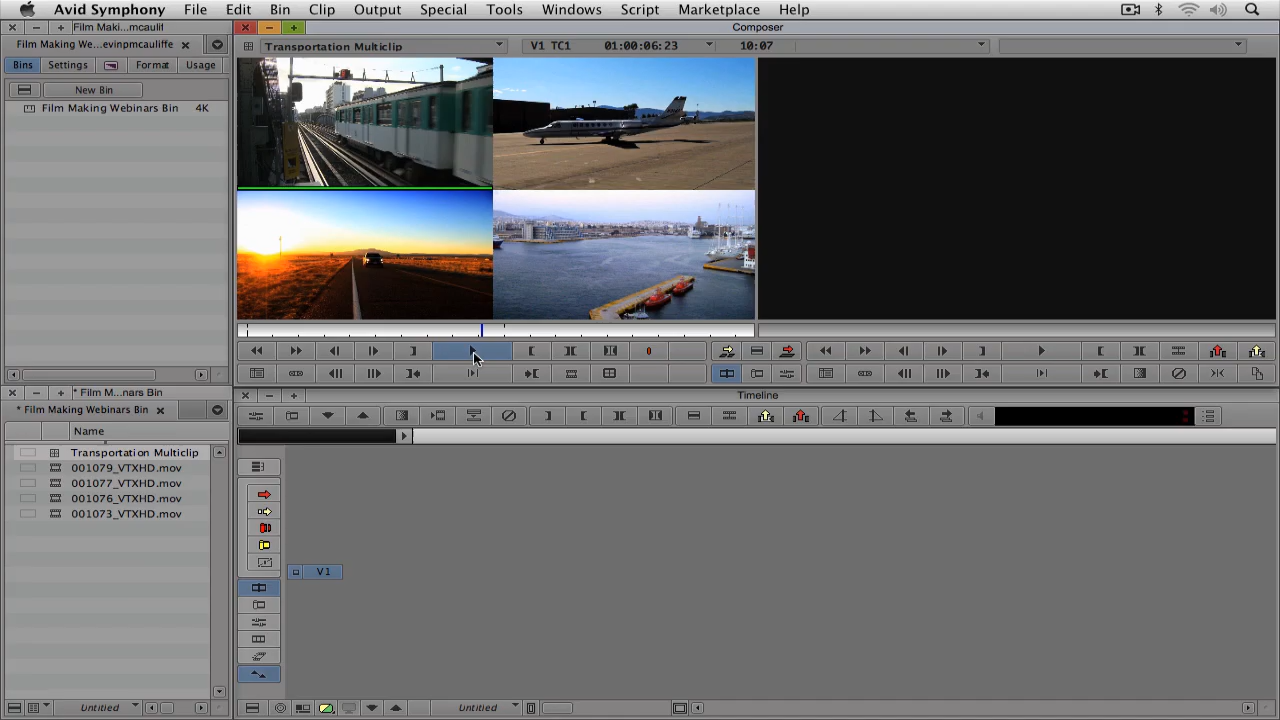 Avid Symphony File Edit Bin Clip Output Special Tools Windows Script Marketplace Help
Film Maki...mcaulif
Composer
Film Making We...evinpmcauliffe
Transportation Multiclip V1 TC1 01:00:06:23 10:07
Bins Settings Format Usage
New Bin
Film Making Webinars Bin 4K
* Film M...nars Bin
Timeline
* Film Making Webinars Bin
Name
Transportation Multiclip
001079_VTXHD.mov
001077_VTXHD.mov
001076_VTXHD.mov
001073_VTXHD.mov
V1
Untitled
Untitled